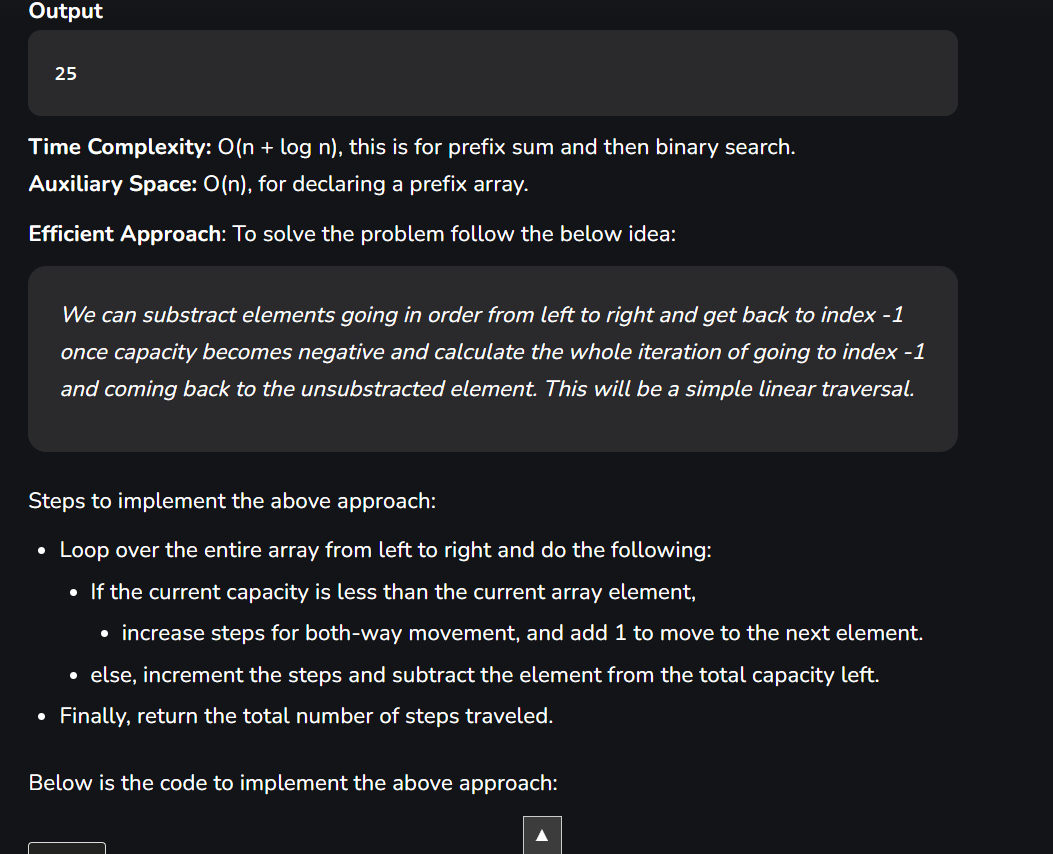 Output
25
Time Complexity: O(n + log n), this is for prefix sum and then binary search.
Auxiliary Space: O(n), for declaring a prefix array.
Efficient Approach: To solve the problem follow the below idea:
We can substract elements going in order from left to right and get back to index -1
once capacity becomes negative and calculate the whole iteration of going to index -1
and coming back to the unsubstracted element. This will be a simple linear traversal.
Steps to implement the above approach:
• Loop over the entire array from left to right and do the following:
• If the current capacity is less than the current array element,
• increase steps for both-way movement, and add 1 to move to the next element.
• else, increment the steps and subtract the element from the total capacity left.
• Finally, return the total number of steps traveled.
Below is the code to implement the above approach:
▲